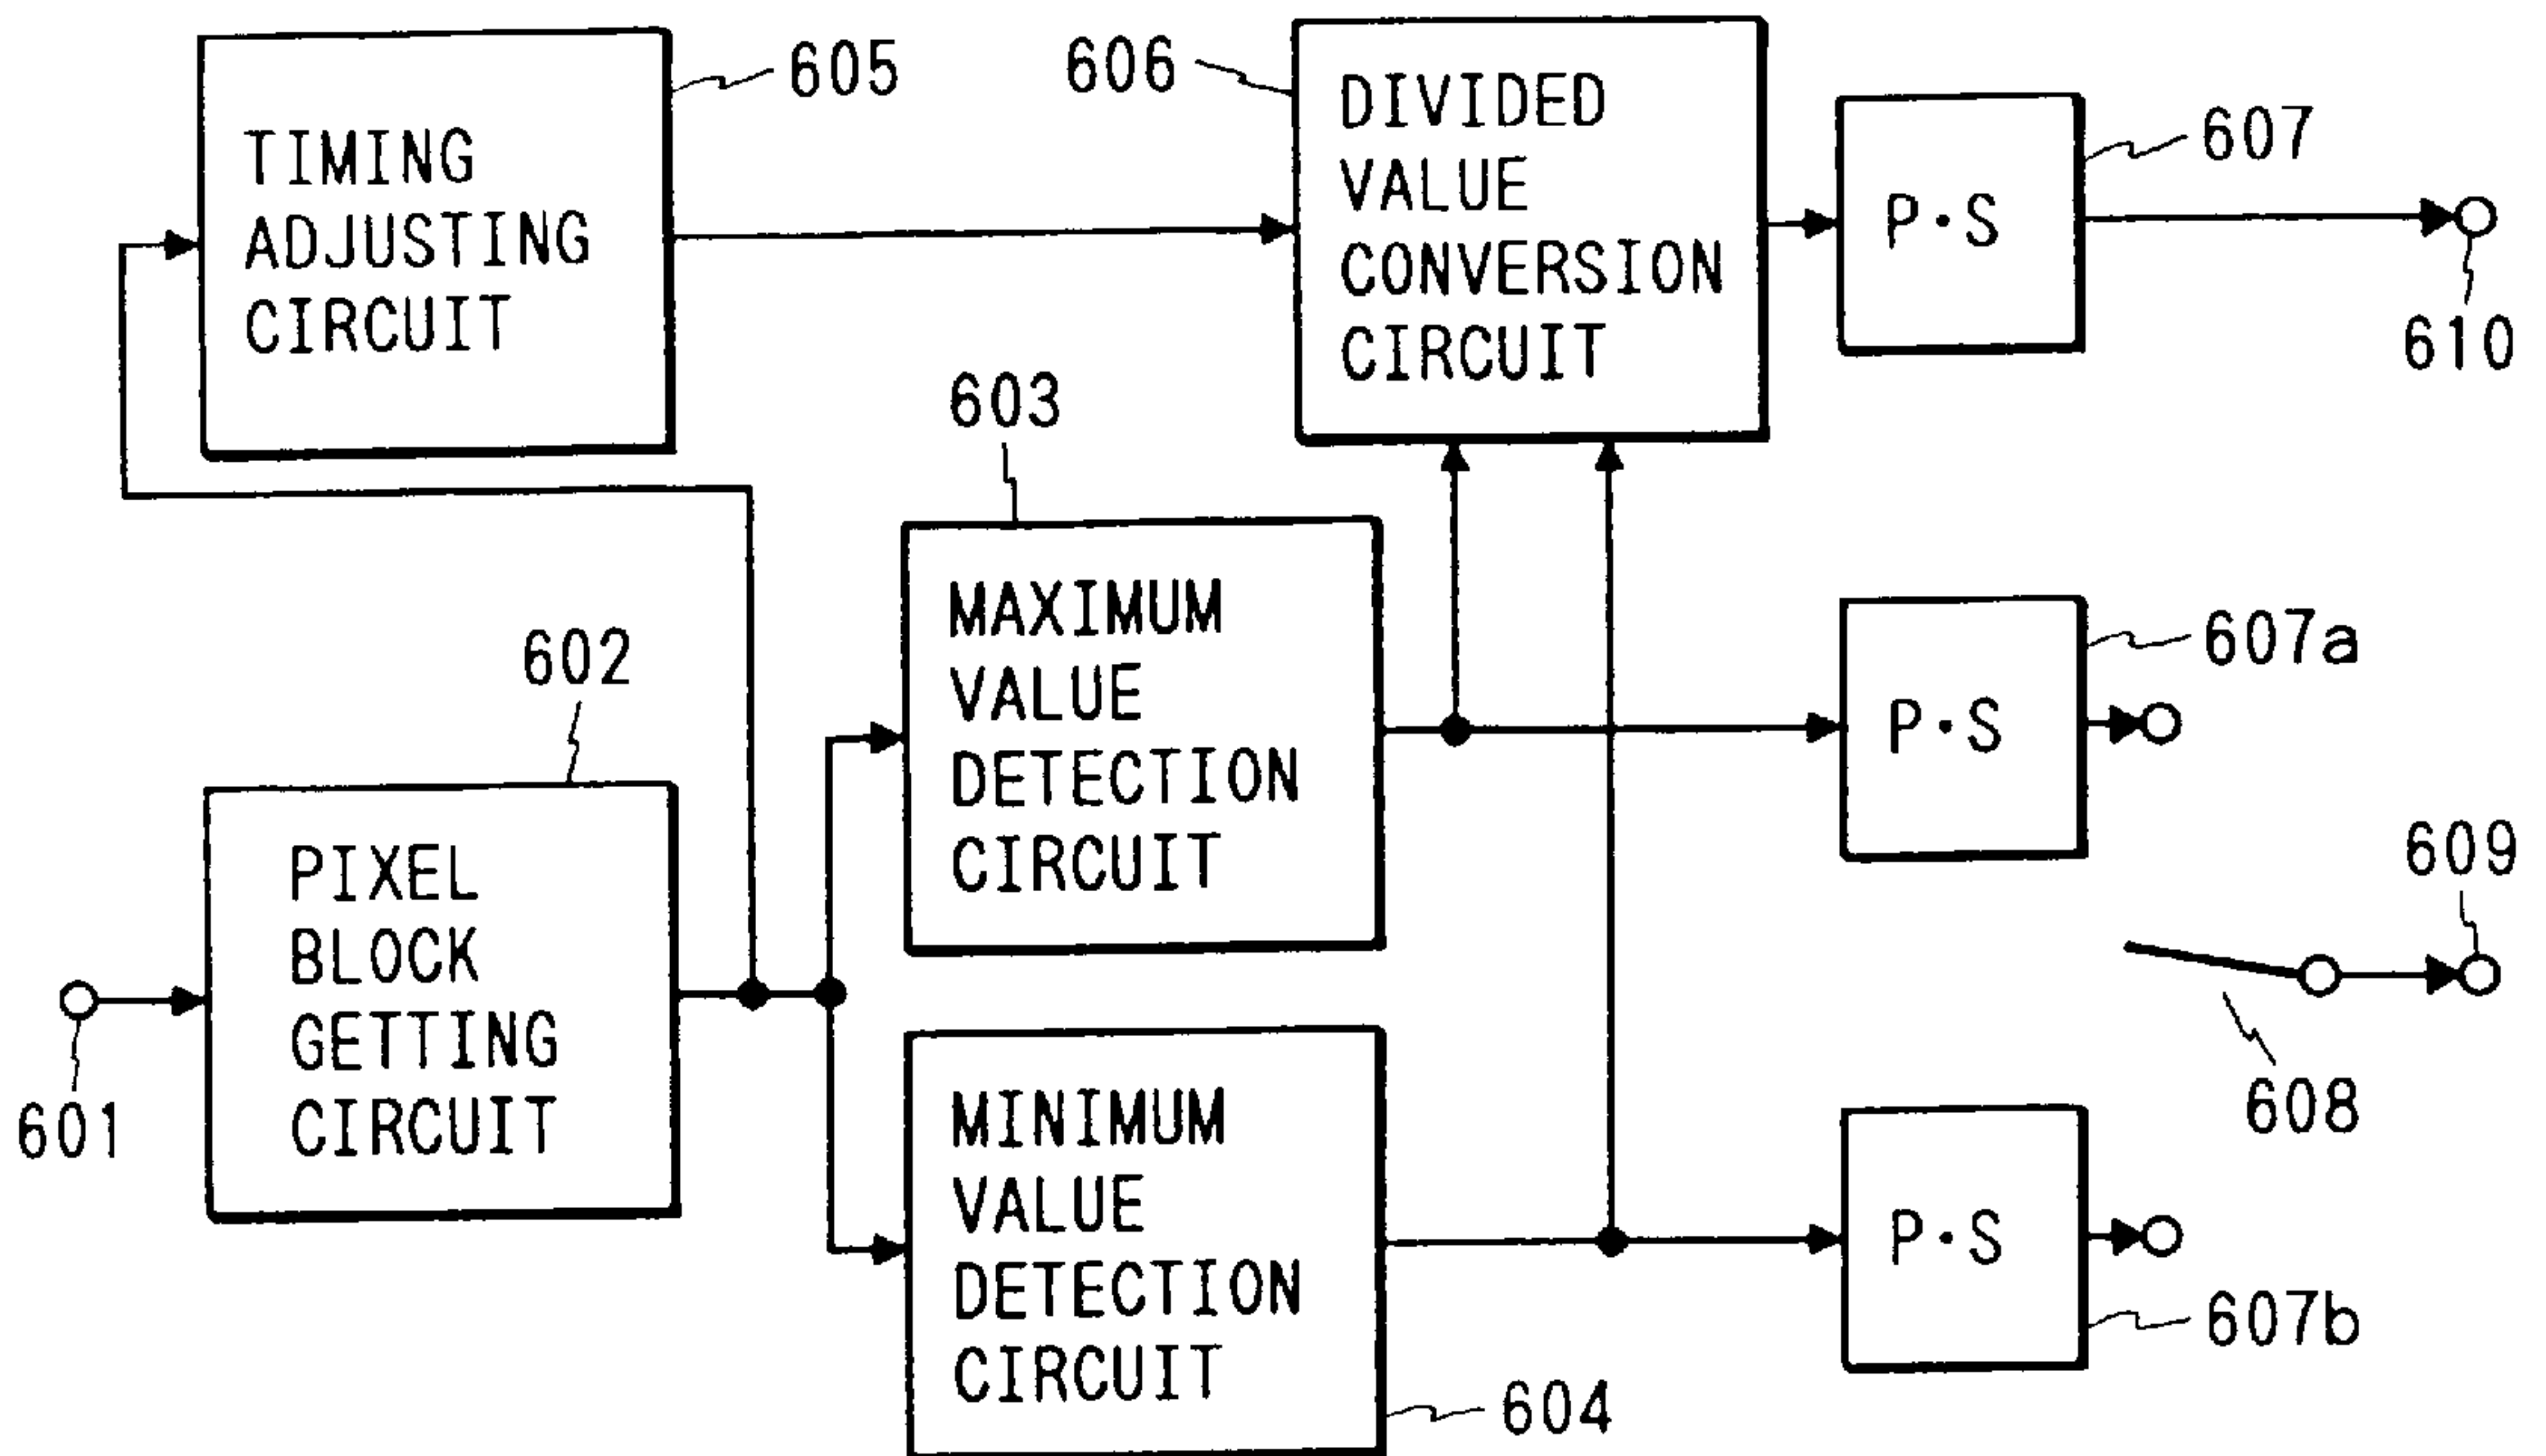 605
TIMING
ADJUSTING
CIRCUIT
606
DIVIDED
VALUE
CONVERSION
CIRCUIT
607
P·S
610
603
MAXIMUM
VALUE
DETECTION
CIRCUIT
607a
P·S
602
PIXEL
BLOCK
GETTING
CIRCUIT
601
609
608
MINIMUM
VALUE
DETECTION
CIRCUIT
604
P·S
607b